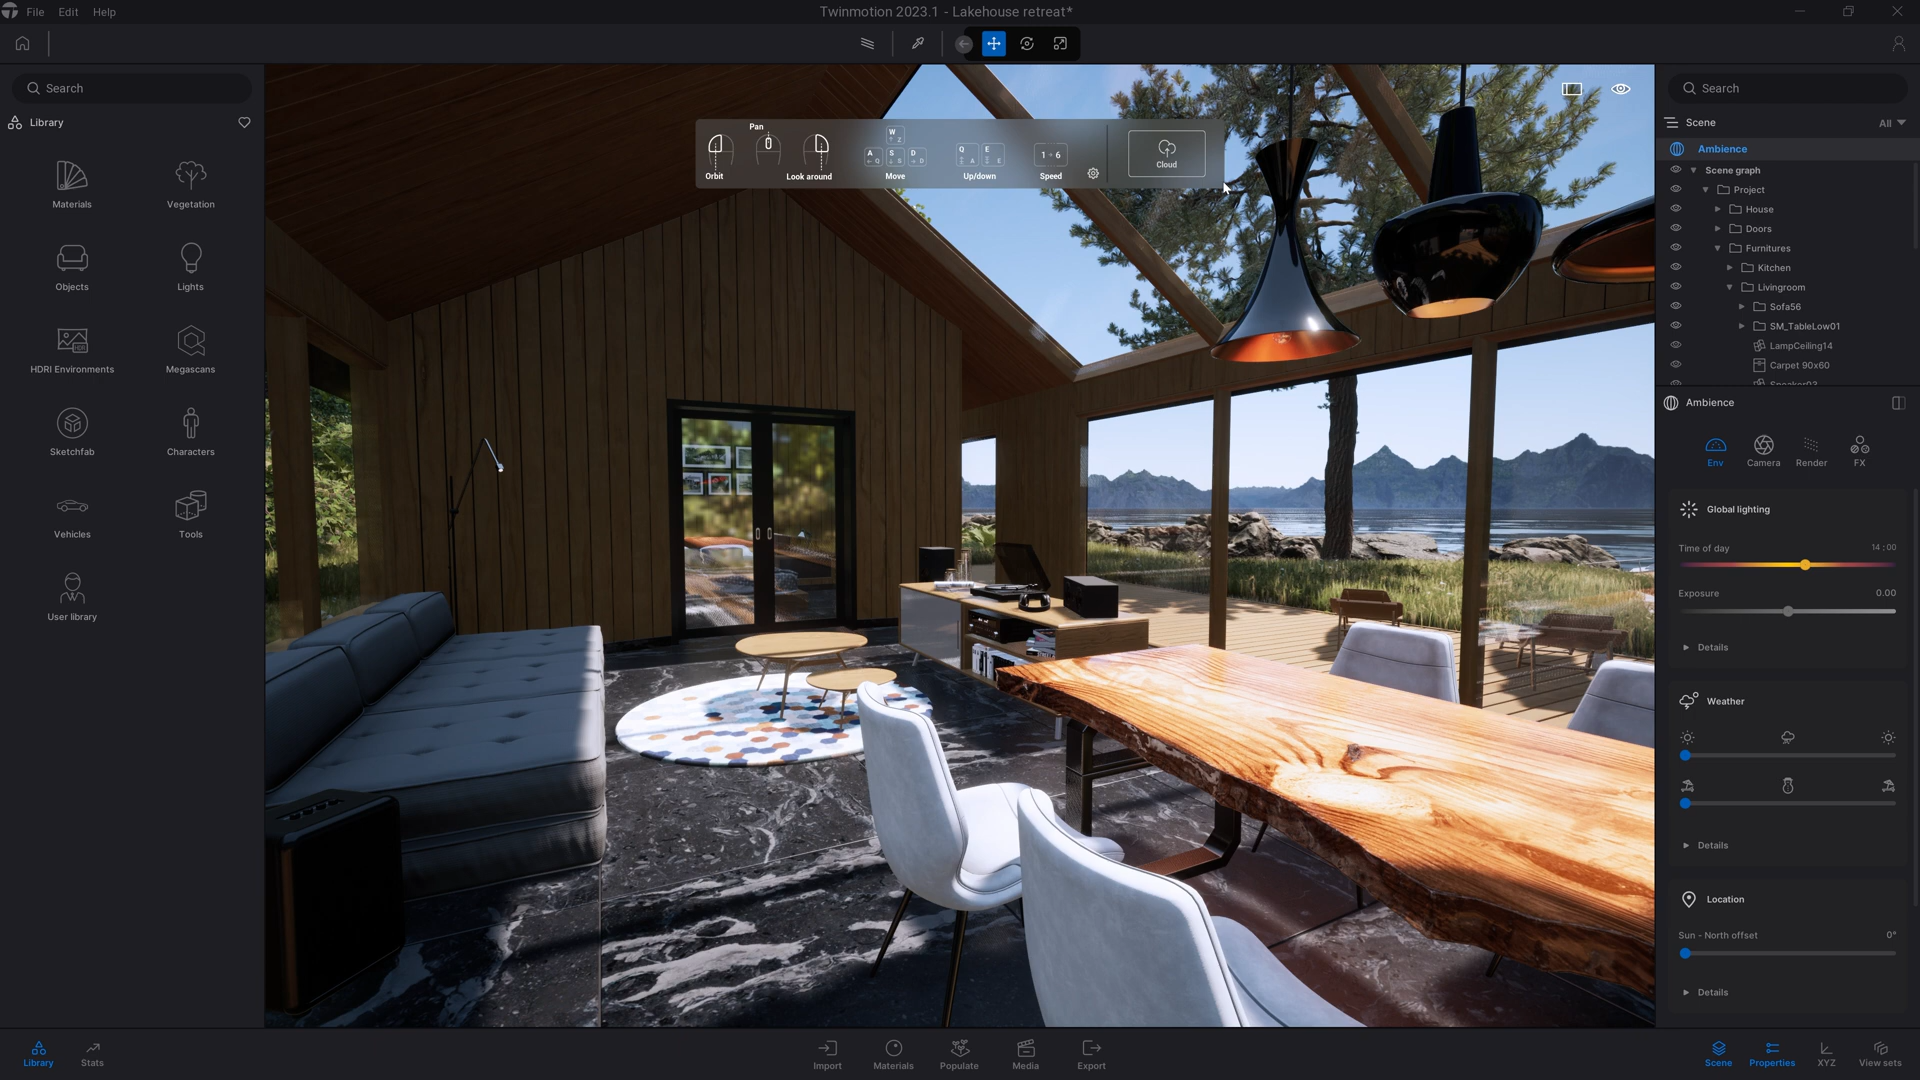 File Edit Help
Twinmotion 2023.1 - Lakehouse retreat*
Search
Library
Materials
Vegetation
Objects
Lights
HDRI Environments
Megascans
Sketchfab
Characters
Vehicles
Tools
User library
Orbit
Pan
Look around
W
A S D
Move
Q E
Up/down
1 - 6
Speed
Cloud
Search
Scene
All
Ambience
Scene graph
Project
House
Doors
Furnitures
Kitchen
Livingroom
Sofa56
SM_TableLow01
LampCeiling14
Carpet 90x60
Speaker03
Ambience
Env
Camera
Render
FX
Global lighting
Time of day 14 : 00
Exposure 0.00
Details
Weather
Details
Location
Sun - North offset 0°
Details
Library
Stats
Import
Materials
Populate
Media
Export
Scene
Properties
XYZ
View sets